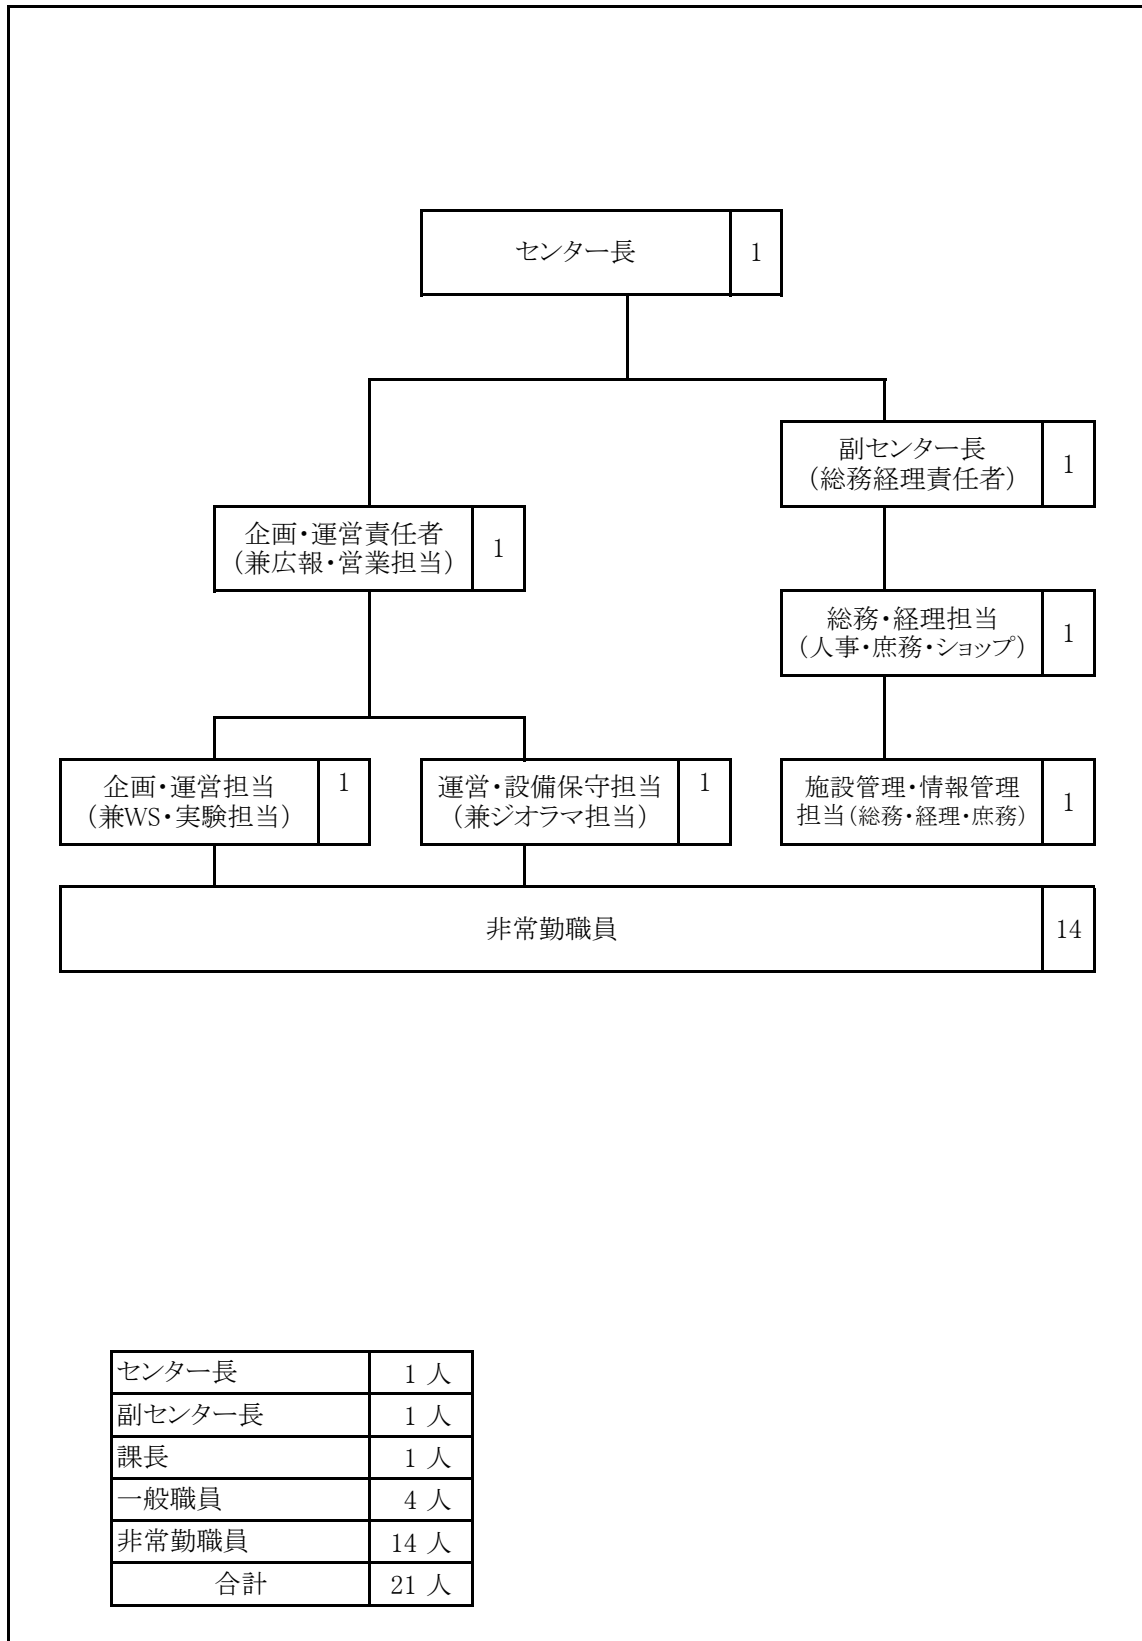 センター長 1
副センター長
(総務経理責任者) 1
企画・運営責任者
(兼広報・営業担当) 1
総務・経理担当
(人事・庶務・ショップ) 1
企画・運営担当 1
(兼WS・実験担当)
運営・設備保守担当 1
(兼ジオラマ担当)
施設管理・情報管理
担当(総務・経理・庶務) 1
非常勤職員 14
センター長 1 人
副センター長 1 人
課長 1 人
一般職員 4 人
非常勤職員 14 人
合計 21 人